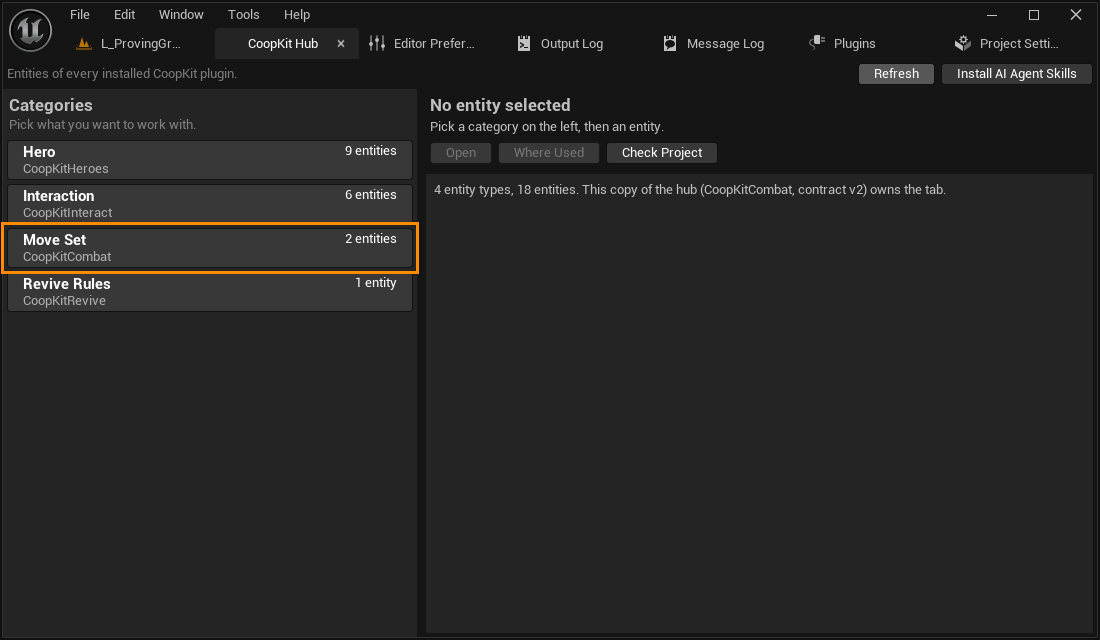 File Edit Window Tools Help
L_ProvingGr... CoopKit Hub Editor Prefer... Output Log Message Log Plugins Project Setti...
Entities of every installed CoopKit plugin. Refresh Install AI Agent Skills
Categories
Pick what you want to work with.
Hero 9 entities
CoopKitHeroes
Interaction 6 entities
CoopKitInteract
Move Set 2 entities
CoopKitCombat
Revive Rules 1 entity
CoopKitRevive
No entity selected
Pick a category on the left, then an entity.
Open Where Used Check Project
4 entity types, 18 entities. This copy of the hub (CoopKitCombat, contract v2) owns the tab.